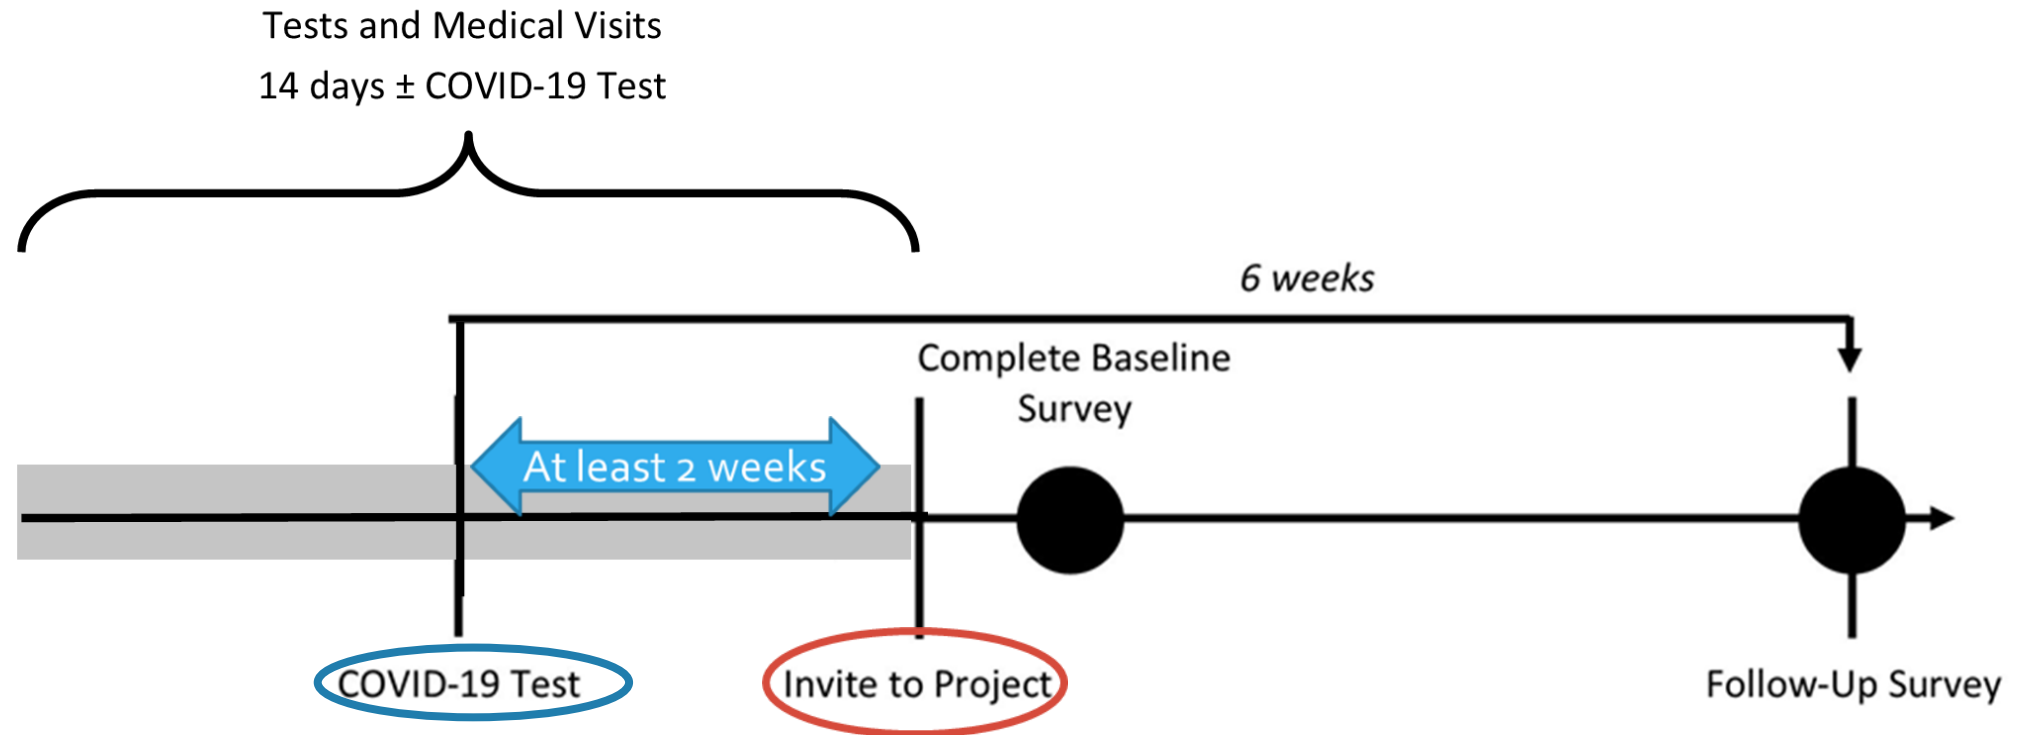 Tests and Medical Visits
14 days ± COVID-19 Test
6 weeks
Complete Baseline
Survey
At least 2 weeks
COVID-19 Test
Invite to Project
Follow-Up Survey